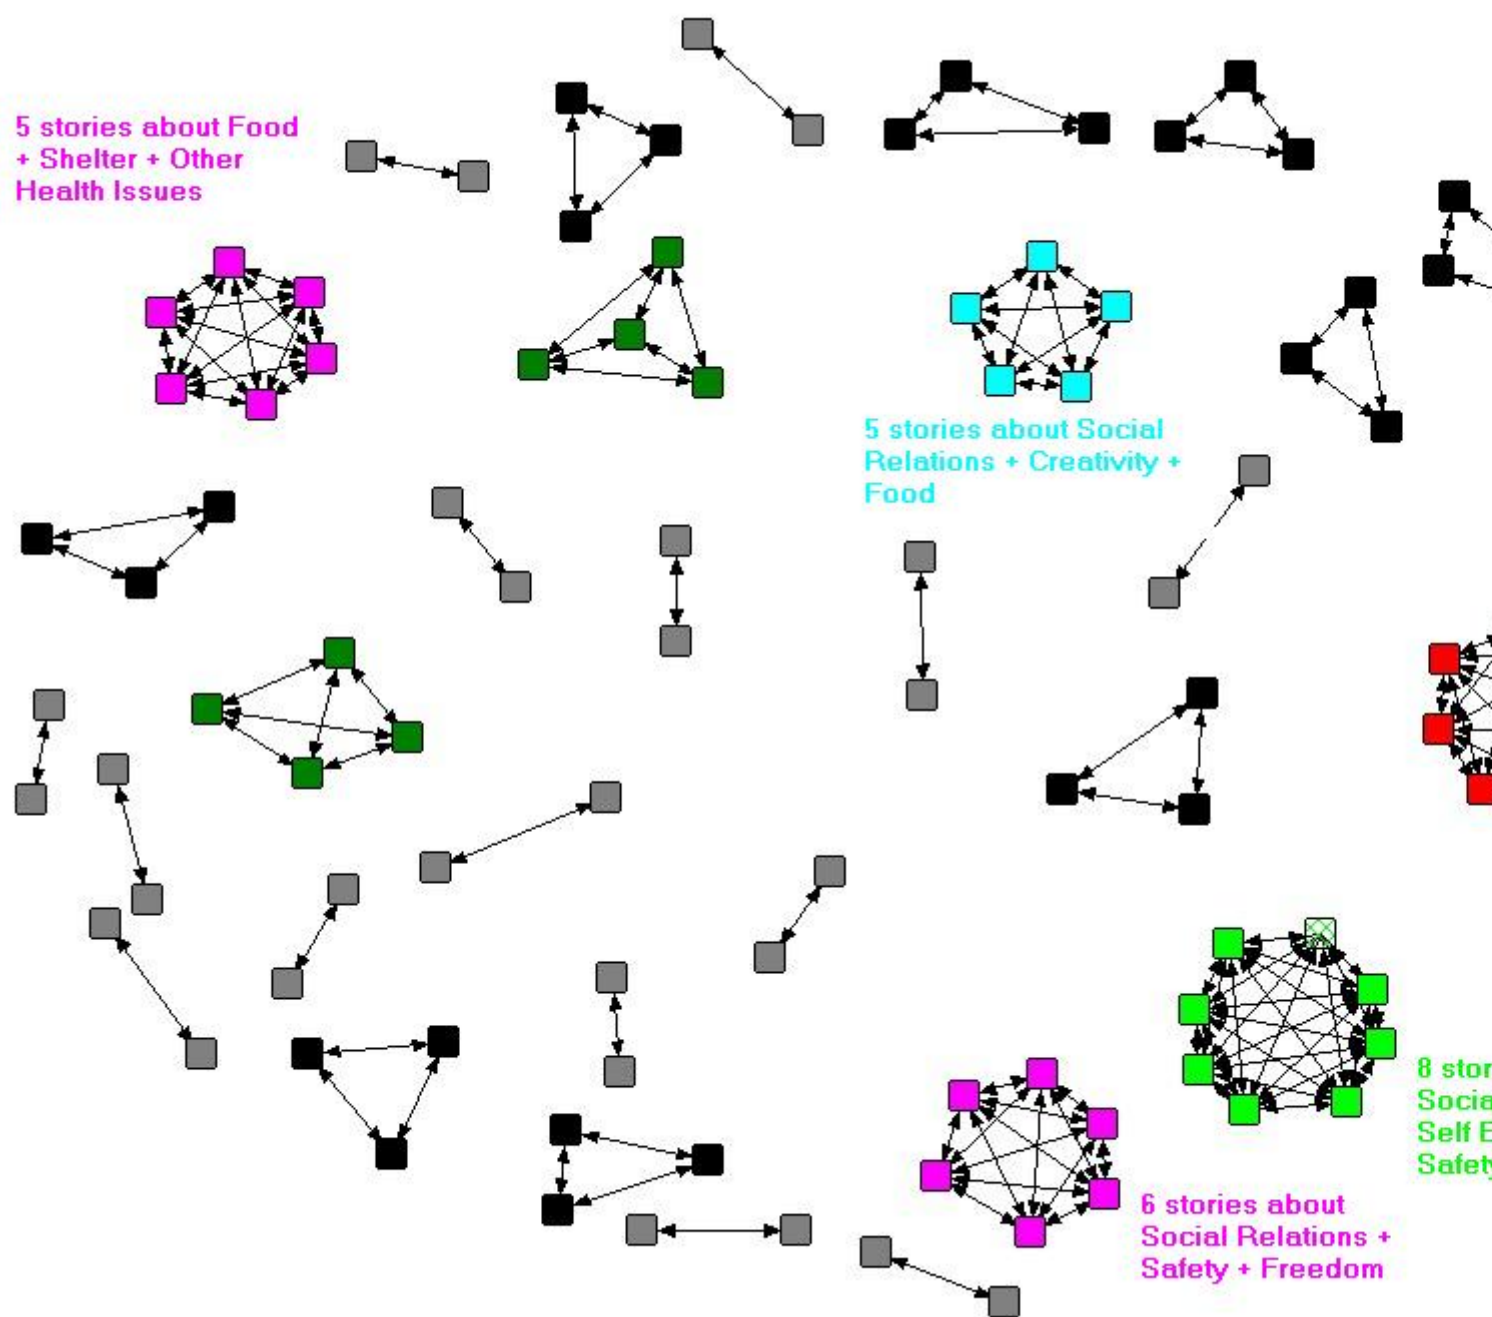 5 stories about Food
+ Shelter + Other
Health Issues
5 stories about Social
Relations + Creativity +
Food
8
Self
6 stories about
Social Relations +
Safety + Freedom